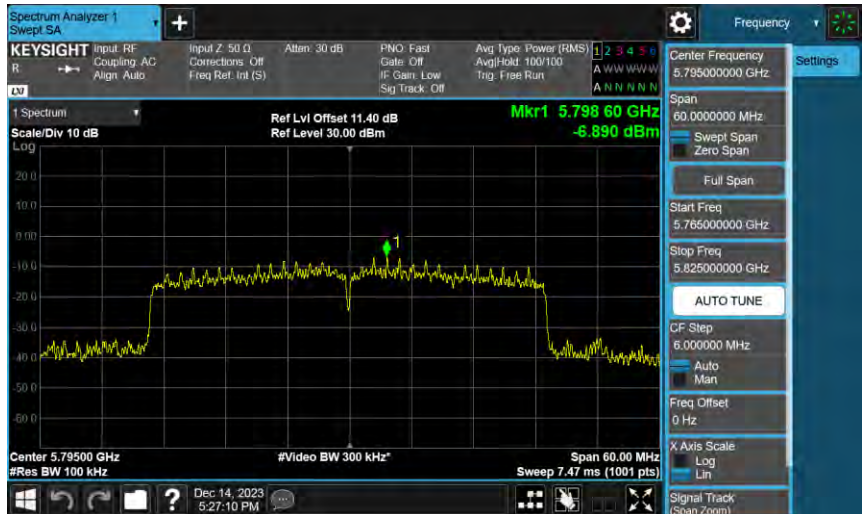 Spectrum Analyzer 1
Swept SA
+
Frequency
KEYSIGHT
R
LXI
Input: RF
Coupling: AC
Align: Auto
Input Z: 50 Ω
Corrections: Off
Freq Ref: Int (S)
Atten: 30 dB
PNO: Fast
Gate: Off
IF Gain: Low
Sig Track: Off
Avg Type: Power (RMS)
Avg|Hold: 100/100
Trig: Free Run
1 2 3 4 5 6
A W W W W W
A N N N N N
1 Spectrum
Scale/Div 10 dB
Log
Ref Lvl Offset 11.40 dB
Ref Level 30.00 dBm
Mkr1 5.798 60 GHz
-6.890 dBm
20.0
10.0
0.00
-10.0
-20.0
-30.0
-40.0
-50.0
-60.0
1
Center 5.79500 GHz
#Res BW 100 kHz
#Video BW 300 kHz*
Span 60.00 MHz
Sweep 7.47 ms (1001 pts)
?
Dec 14, 2023
5:27:10 PM
Center Frequency
5.795000000 GHz
Settings
Span
60.0000000 MHz
Swept Span
Zero Span
Full Span
Start Freq
5.765000000 GHz
Stop Freq
5.825000000 GHz
AUTO TUNE
CF Step
6.000000 MHz
Auto
Man
Freq Offset
0 Hz
X Axis Scale
Log
Lin
Signal Track
(Span Zoom)